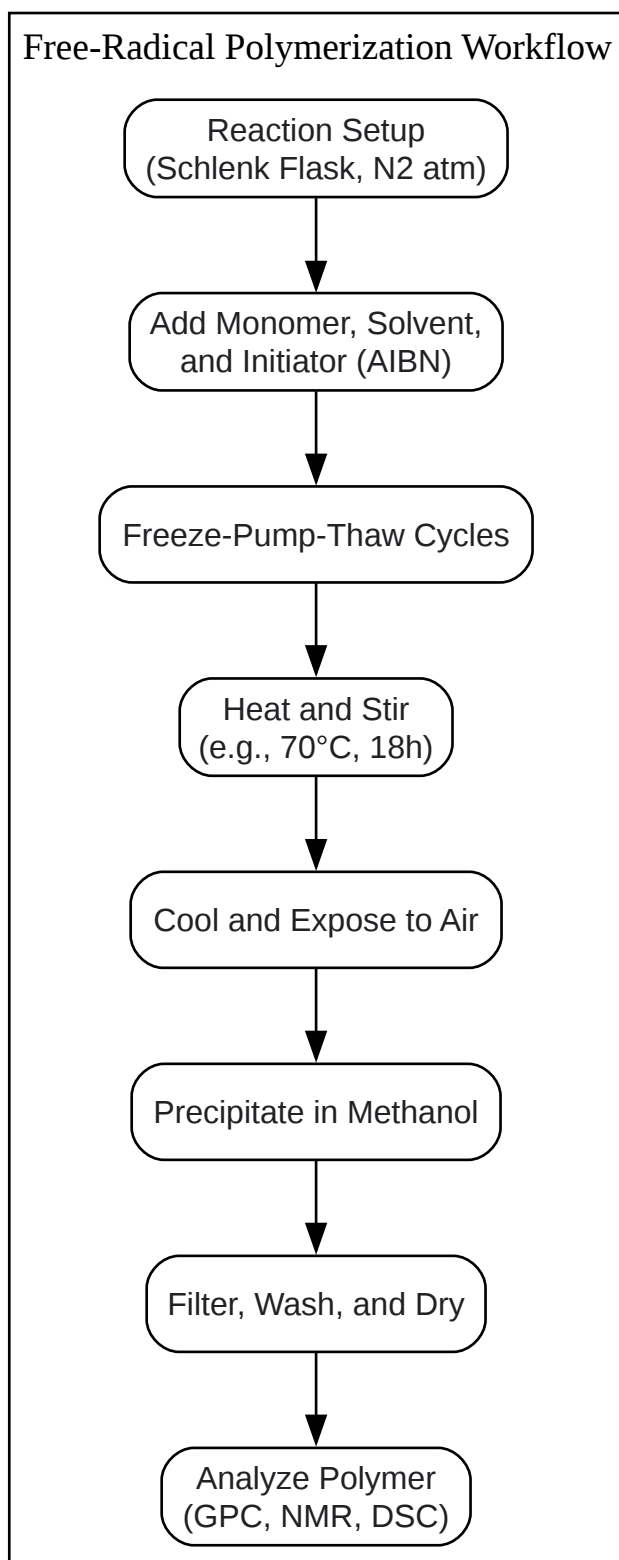 Free-Radical Polymerization Workflow
Reaction Setup
(Schlenk Flask, N2 atm)
Add Monomer, Solvent,
and Initiator (AIBN)
Freeze-Pump-Thaw Cycles
Heat and Stir
(e.g., 70°C, 18h)
Cool and Expose to Air
Precipitate in Methanol
Filter, Wash, and Dry
Analyze Polymer
(GPC, NMR, DSC)